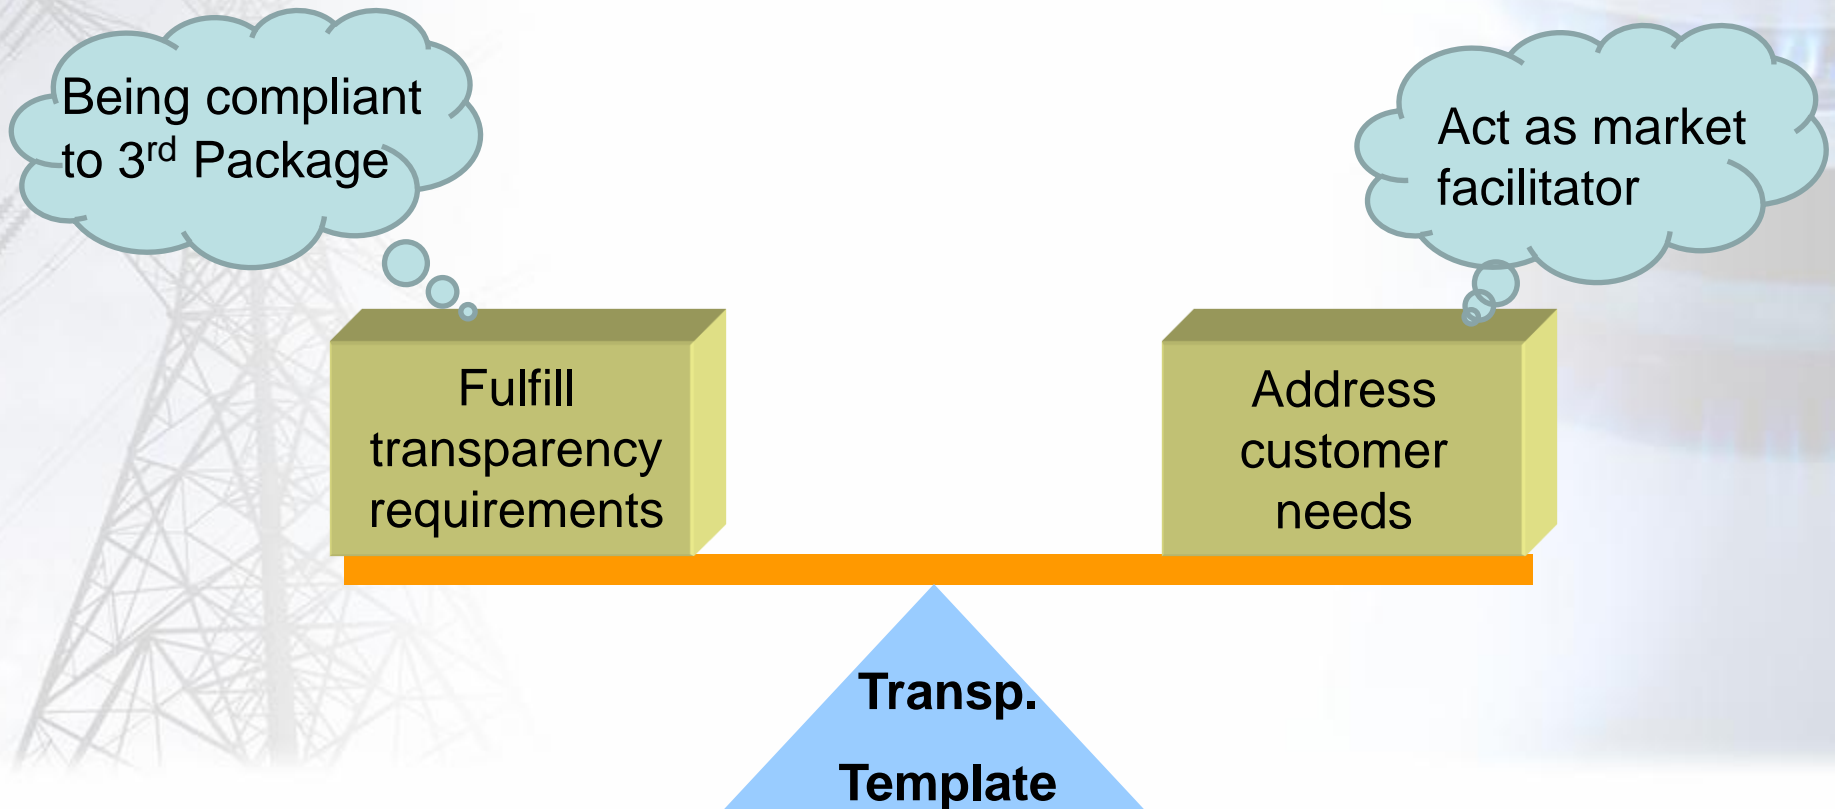 Being compliant
to 3rd Package
Act as market
facilitator
Fulfill
transparency
requirements
Address
customer
needs
Transp.
Template